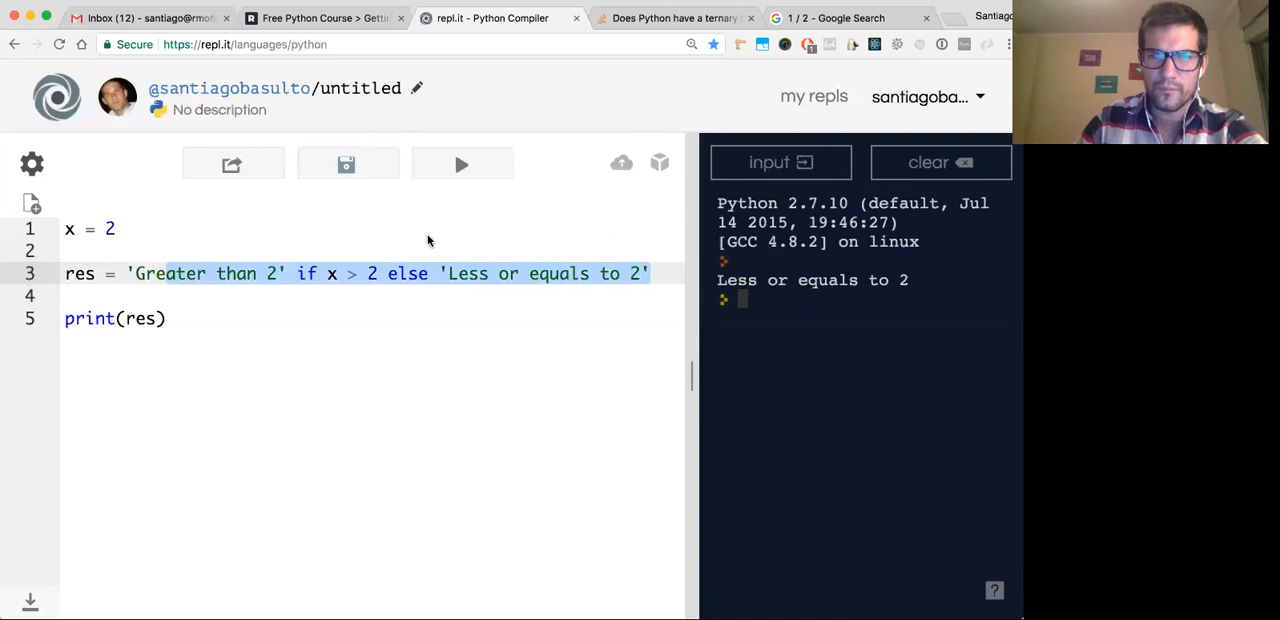 Inbox (12) - santiago@rmot
Free Python Course > Gettin
repl.it - Python Compiler
Does Python have a ternary
1 / 2 - Google Search
Santiago
Secure https://repl.it/languages/python
@santiagobasulto/untitled
No description
my repls
santiagoba...
input
clear
1 x = 2
2
3 res = 'Greater than 2' if x > 2 else 'Less or equals to 2'
4
5 print(res)
Python 2.7.10 (default, Jul
14 2015, 19:46:27)
[GCC 4.8.2] on linux
Less or equals to 2
?